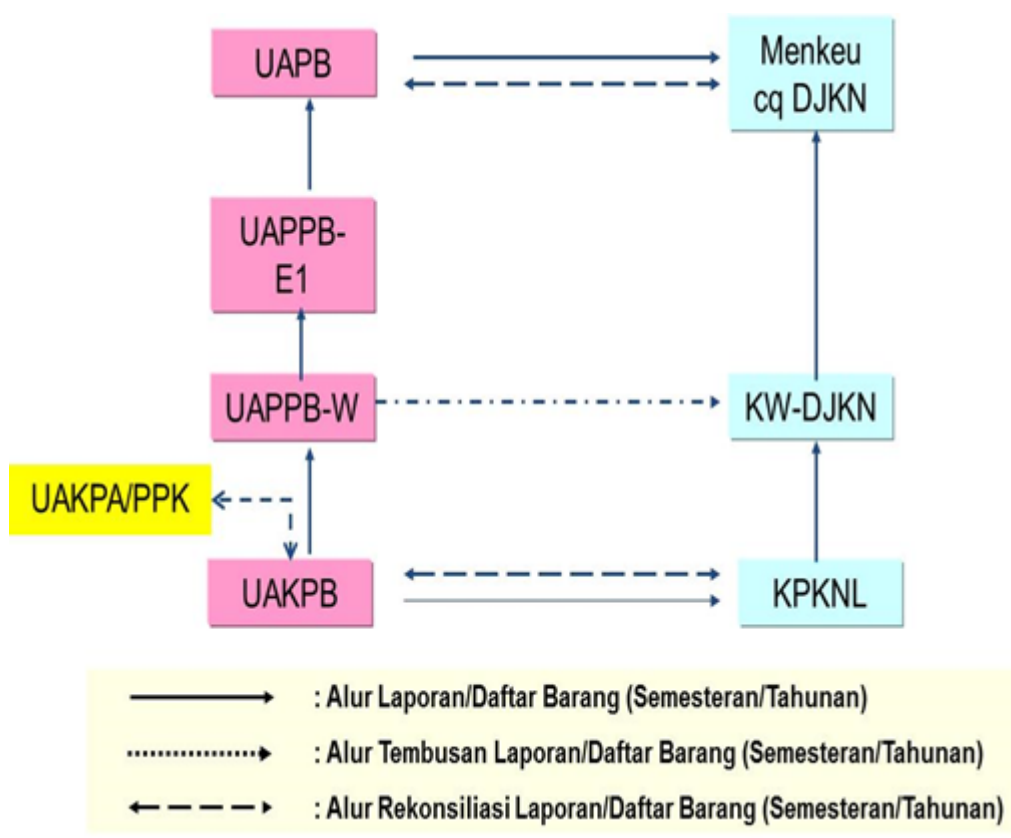 UAPB
Menkeu
cq DJKN
UAPPB-
E1
UAPPB-W
KW-DJKN
UAKPA/PPK
UAKPB
KPKNL
: Alur Laporan/Daftar Barang (Semesteran/Tahunan)
: Alur Tembusan Laporan/Daftar Barang (Semesteran/Tahunan)
: Alur Rekonsiliasi Laporan/Daftar Barang (Semesteran/Tahunan)